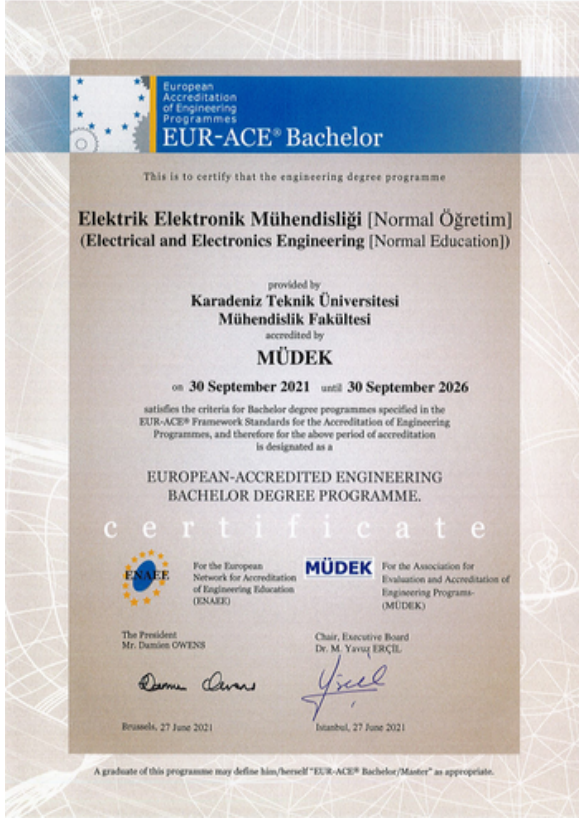 European
Accreditation
of Engineering
Programmes
EUR-ACE® Bachelor
This is to certify that the engineering degree programme
Elektrik Elektronik Mühendisliği [Normal Öğretim]
(Electrical and Electronics Engineering [Normal Education])
provided by
Karadeniz Teknik Üniversitesi
Mühendislik Fakültesi
accredited by
MÜDEK
on 30 September 2021 until 30 September 2026
satisfies the criteria for Bachelor degree programmes specified in the
EUR-ACE® Framework Standards for the Accreditation of Engineering
Programmes, and therefore for the above period of accreditation
is designated as a
EUROPEAN-ACCREDITED ENGINEERING
BACHELOR DEGREE PROGRAMME.
certificate
ENAEE
For the European
Network for Accreditation
of Engineering Education
(ENAEE)
MÜDEK
For the Association for
Evaluation and Accreditation of
Engineering Programs-
(MÜDEK)
The President
Mr. Damien OWENS
Chair, Executive Board
Dr. M. Yavuz ERÇİL
Brussels, 27 June 2021
Istanbul, 27 June 2021
A graduate of this programme may define him/herself "EUR-ACE® Bachelor/Master" as appropriate.